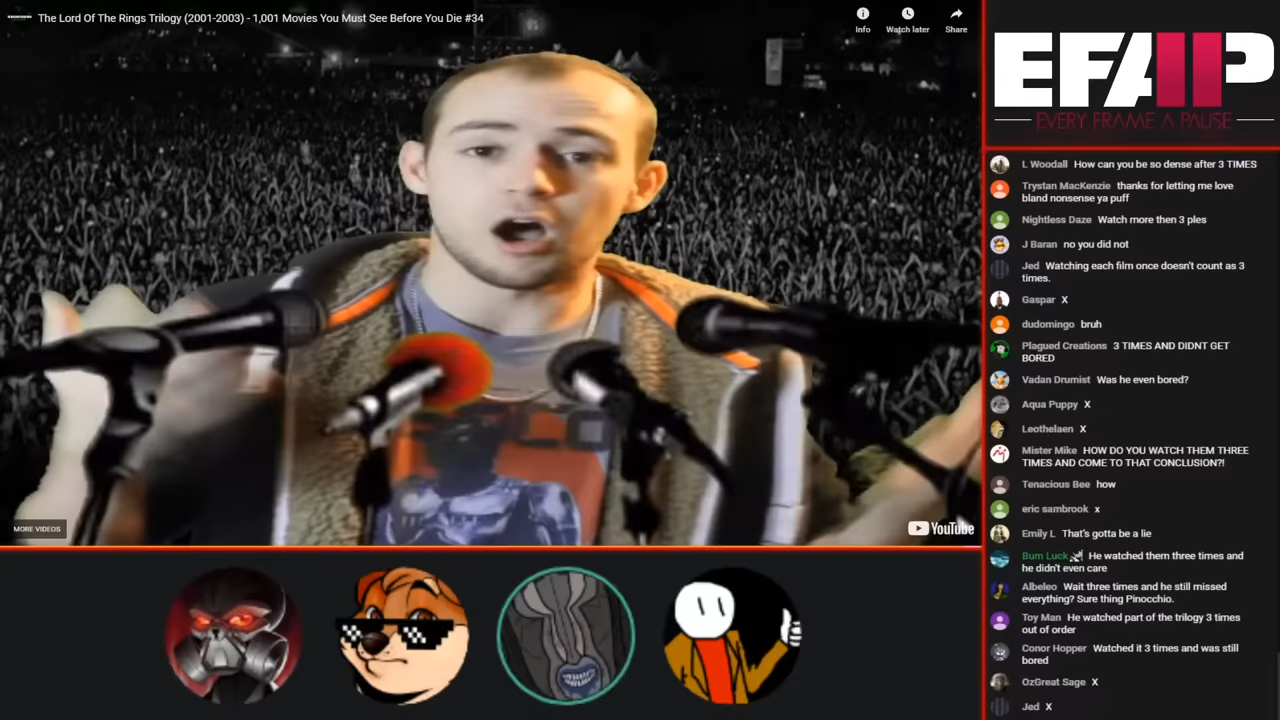 The Lord Of The Rings Trilogy (2001-2003) - 1,001 Movies You Must See Before You Die #34
Info
Watch later
Share
EFAP
EVERY FRAME A PAUSE
L Woodall How can you be so dense after 3 TIMES
Trystan MacKenzie thanks for letting me love
bland nonsense ya puff
Nightless Daze Watch more then 3 ples
J Baran no you did not
Jed Watching each film once doesn't count as 3
times.
Gaspar X
dudomingo bruh
Plagued Creations 3 TIMES AND DIDNT GET
BORED
Vadan Drumist Was he even bored?
Aqua Puppy X
Leothelaen X
Mister Mike HOW DO YOU WATCH THEM THREE
TIMES AND COME TO THAT CONCLUSION?!
Tenacious Bee how
eric sambrook x
Emily L That's gotta be a lie
Bum Luck He watched them three times and
he didn't even care
Albeleo Wait three times and he still missed
everything? Sure thing Pinocchio.
Toy Man He watched part of the trilogy 3 times
out of order
Conor Hopper Watched it 3 times and was still
bored
OzGreat Sage X
Jed X
MORE VIDEOS
YouTube